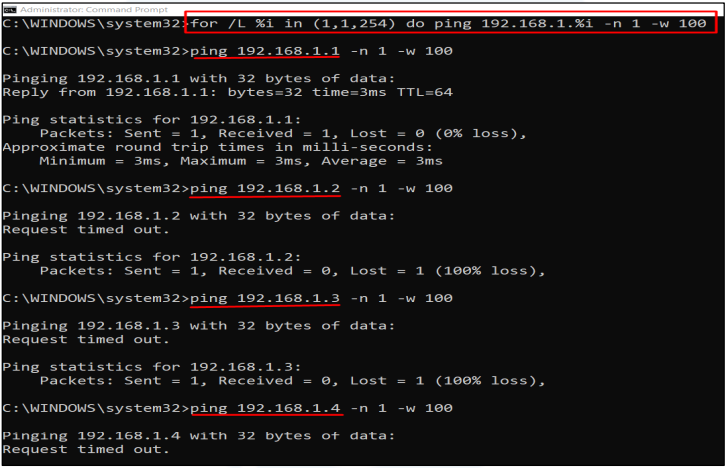 Administrator: Command Prompt
C:\WINDOWS\system32>for /L %i in (1,1,254) do ping 192.168.1.%i -n 1 -w 100
C:\WINDOWS\system32>ping 192.168.1.1 -n 1 -w 100
Pinging 192.168.1.1 with 32 bytes of data:
Reply from 192.168.1.1: bytes=32 time=3ms TTL=64
Ping statistics for 192.168.1.1:
    Packets: Sent = 1, Received = 1, Lost = 0 (0% loss),
Approximate round trip times in milli-seconds:
    Minimum = 3ms, Maximum = 3ms, Average = 3ms
C:\WINDOWS\system32>ping 192.168.1.2 -n 1 -w 100
Pinging 192.168.1.2 with 32 bytes of data:
Request timed out.
Ping statistics for 192.168.1.2:
    Packets: Sent = 1, Received = 0, Lost = 1 (100% loss),
C:\WINDOWS\system32>ping 192.168.1.3 -n 1 -w 100
Pinging 192.168.1.3 with 32 bytes of data:
Request timed out.
Ping statistics for 192.168.1.3:
    Packets: Sent = 1, Received = 0, Lost = 1 (100% loss),
C:\WINDOWS\system32>ping 192.168.1.4 -n 1 -w 100
Pinging 192.168.1.4 with 32 bytes of data:
Request timed out.